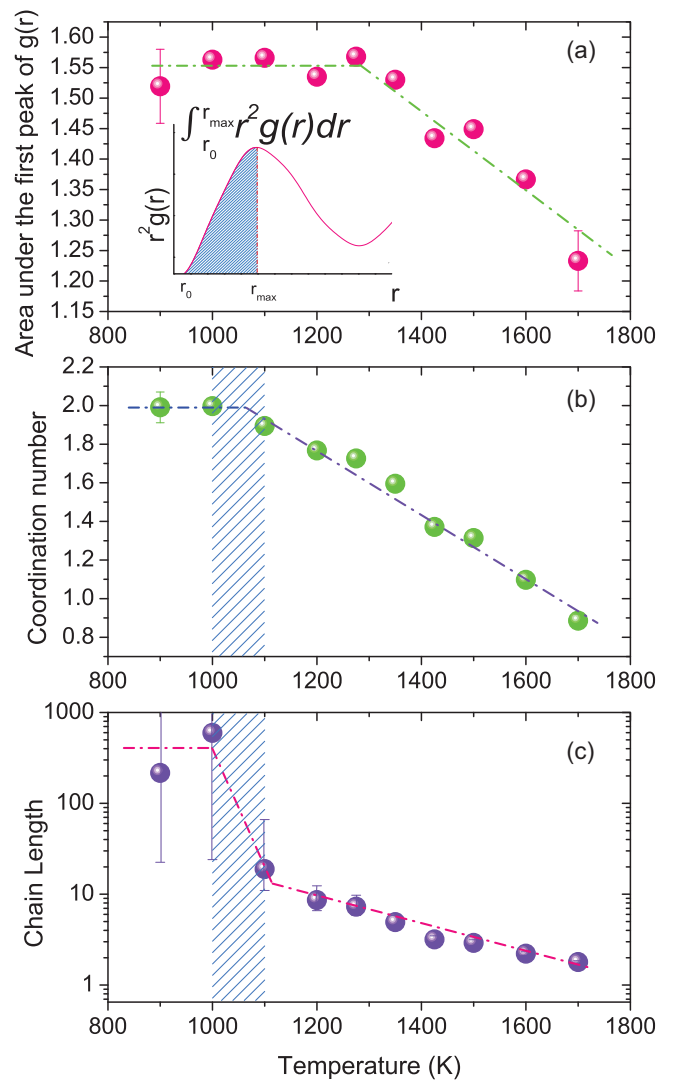 Area under the first peak of g(r)
1.60
1.55
1.50
1.45
1.40
1.35
1.30
1.25
1.20
1.15
(a)
∫ r₀ rmax r²g(r)dr
r²g(r)
r₀
rmax
r
800 1000 1200 1400 1600 1800
Coordination number
2.2
2.0
1.8
1.6
1.4
1.2
1.0
0.8
(b)
800 1000 1200 1400 1600 1800
Chain Length
1000
100
10
1
(c)
800 1000 1200 1400 1600 1800
Temperature (K)